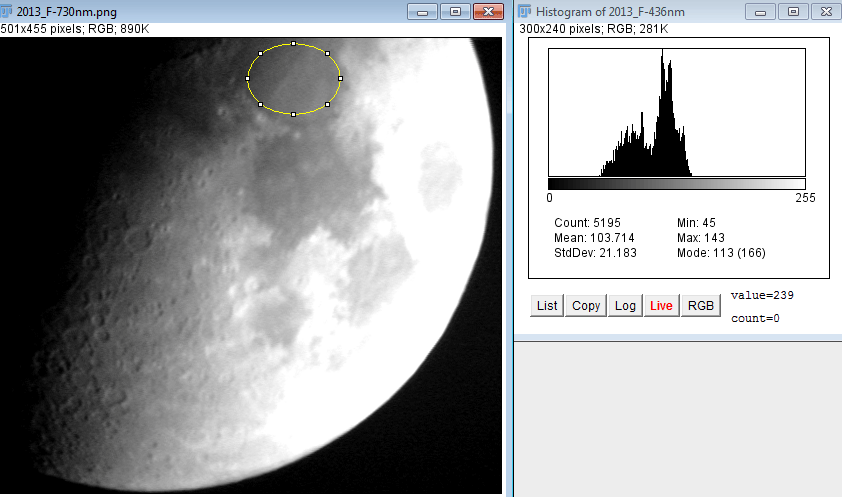 2013_F-730nm.png
501x455 pixels; RGB; 890K
Histogram of 2013_F-436nm
300x240 pixels; RGB; 281K
0 255
Count: 5195 Min: 45
Mean: 103.714 Max: 143
StdDev: 21.183 Mode: 113 (166)
List Copy Log Live RGB
value=239
count=0